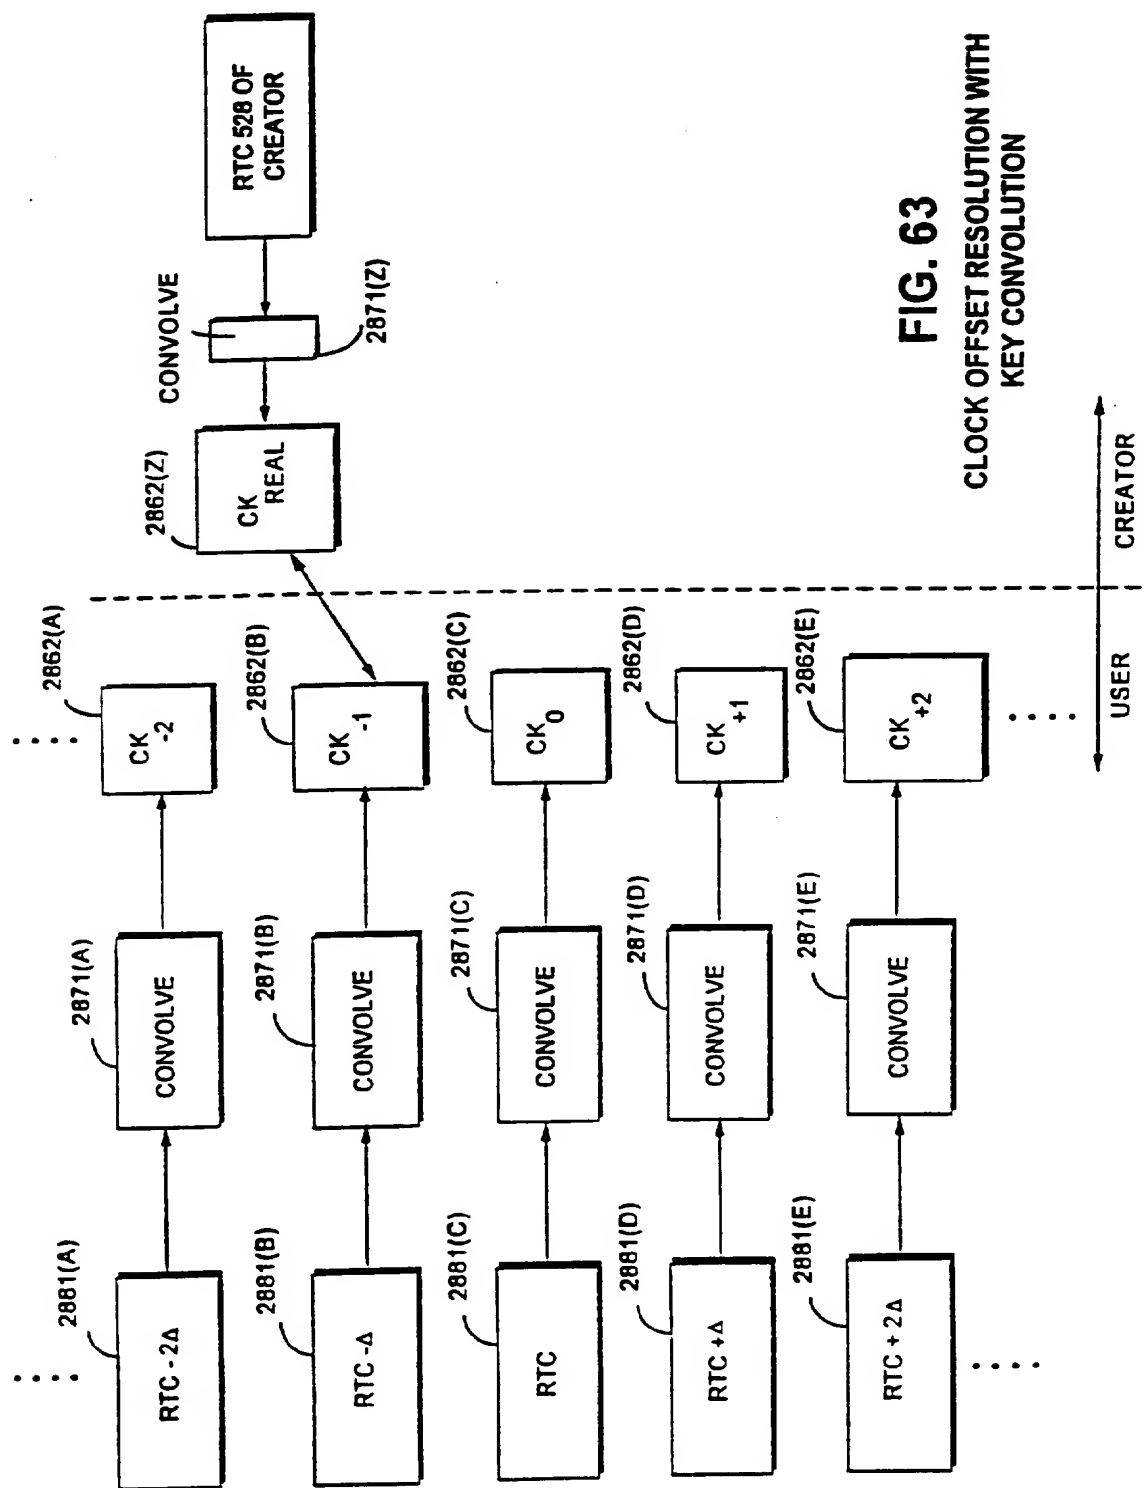 RTC - 2Δ
2881(A)
CONVOLVE
2871(A)
CK -2
2862(A)
RTC -Δ
2881(B)
CONVOLVE
2871(B)
CK -1
2862(B)
RTC
2881(C)
CONVOLVE
2871(C)
CK 0
2862(C)
RTC +Δ
2881(D)
CONVOLVE
2871(D)
CK +1
2862(D)
RTC + 2Δ
2881(E)
CONVOLVE
2871(E)
CK +2
2862(E)
2862(Z)
CK REAL
CONVOLVE
2871(Z)
RTC 528 OF
CREATOR
USER
CREATOR
FIG. 63
CLOCK OFFSET RESOLUTION WITH
KEY CONVOLUTION